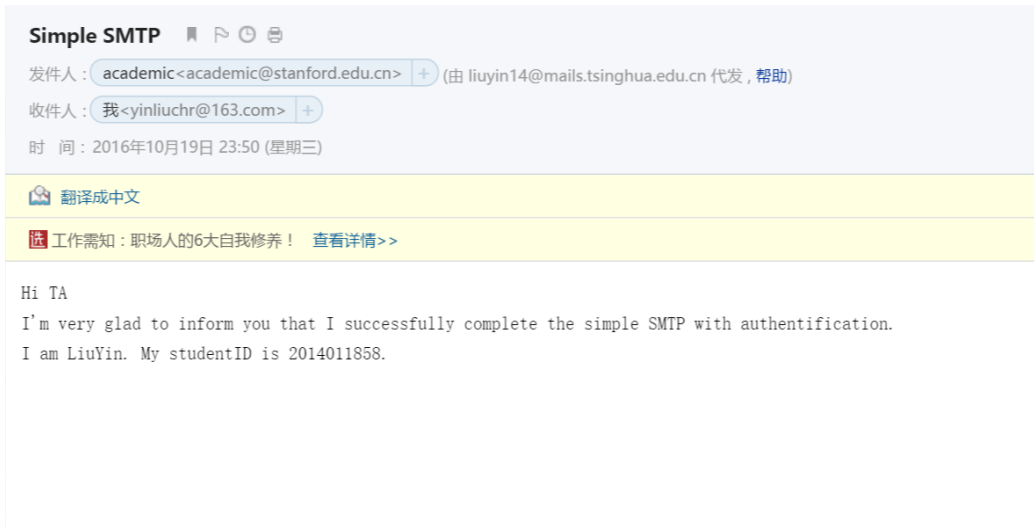 Simple SMTP
发件人：academic<academic@stanford.edu.cn> + (由 liuyin14@mails.tsinghua.edu.cn 代发 , 帮助)
收件人：我<yinliuchr@163.com> +
时 间：2016年10月19日 23:50 (星期三)
翻译成中文
选 工作需知：职场人的6大自我修养！ 查看详情>>
Hi TA
I'm very glad to inform you that I successfully complete the simple SMTP with authentification.
I am LiuYin. My studentID is 2014011858.